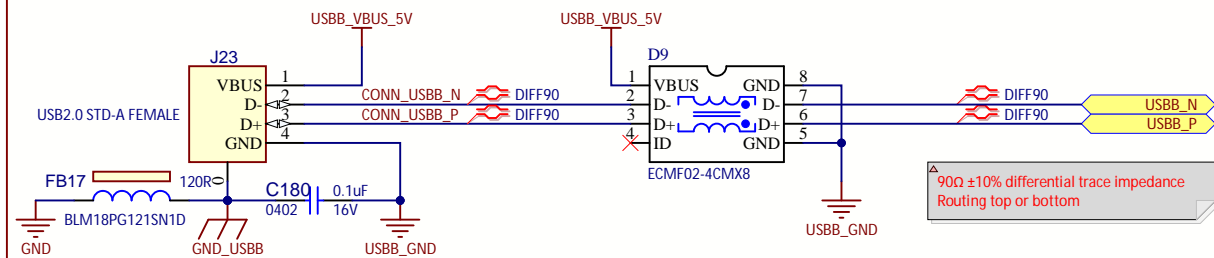 USBB_VBUS_5V
USBB_VBUS_5V
J23
D9
VBUS 1
D- 2
D+ 3
GND 4
0
USB2.0 STD-A FEMALE
CONN_USBB_N DIFF90
CONN_USBB_P DIFF90
1 VBUS GND 8
2 D- D- 7
3 D+ D+ 6
4 ID GND 5
ECMF02-4CMX8
DIFF90 USBB_N
DIFF90 USBB_P
FB17 120R
BLM18PG121SN1D
C180 0.1uF
0402 16V
GND
GND_USBB
USBB_GND
USBB_GND
90Ω ±10% differential trace impedance
Routing top or bottom